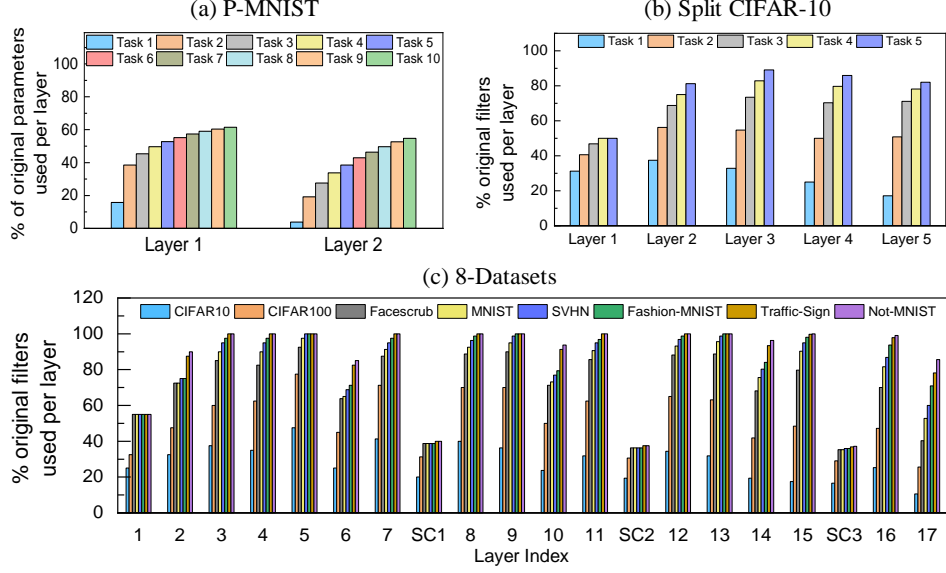 (a) P-MNIST
% of original parameters
used per layer
100
80
60
40
20
0
Task 1 Task 2 Task 3 Task 4 Task 5
Task 6 Task 7 Task 8 Task 9 Task 10
Layer 1 Layer 2
(b) Split CIFAR-10
% original filters
used per layer
100
80
60
40
20
0
Task 1 Task 2 Task 3 Task 4 Task 5
Layer 1 Layer 2 Layer 3 Layer 4 Layer 5
(c) 8-Datasets
% original filters
used per layer
120
100
80
60
40
20
0
CIFAR10 CIFAR100 Facescrub MNIST SVHN Fashion-MNIST Traffic-Sign Not-MNIST
1 2 3 4 5 6 7 SC1 8 9 10 11 SC2 12 13 14 15 SC3 16 17
Layer Index